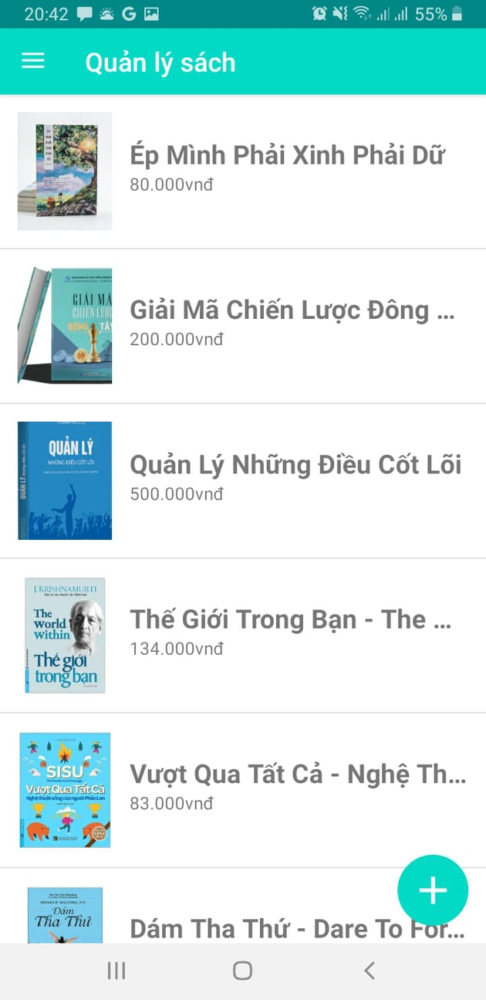 20:42
55%
Quản lý sách
Ép Mình Phải Xinh Phải Dữ
80.000vnđ
GIẢI MÃ
CHIẾN LƯỢC
ĐÔNG TÂY
Giải Mã Chiến Lược Đông ...
200.000vnđ
QUẢN LÝ
NHỮNG ĐIỀU CỐT LÕI
Quản Lý Những Điều Cốt Lõi
500.000vnđ
J.KRISHNAMURTI
The
world
within
Thế giới
trong bạn
Thế Giới Trong Bạn - The ...
134.000vnđ
SISU
Vượt Qua Tất Cả
Nghệ thuật sống của người Phần Lan
Vượt Qua Tất Cả - Nghệ Th...
83.000vnđ
Dám
Tha Thứ
Dám Tha Thứ - Dare To For...